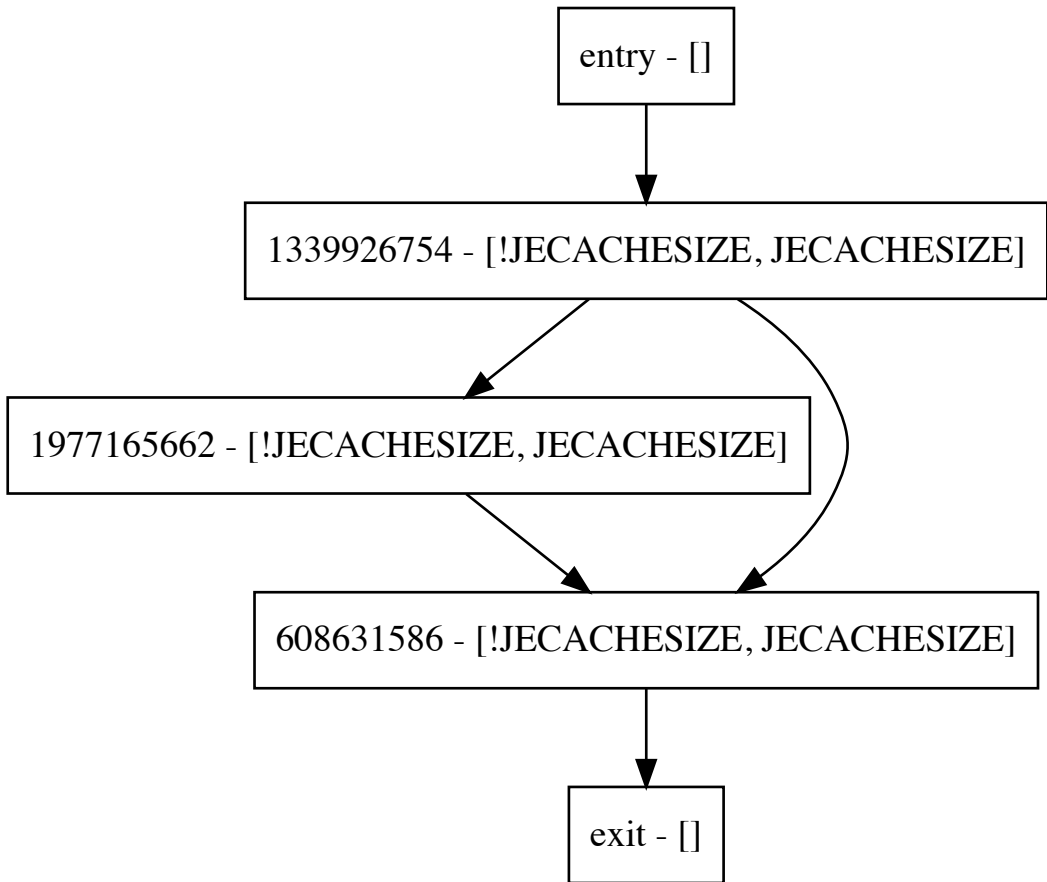 entry - []
1339926754 - [!JECACHESIZE, JECACHESIZE]
1977165662 - [!JECACHESIZE, JECACHESIZE]
608631586 - [!JECACHESIZE, JECACHESIZE]
exit - []